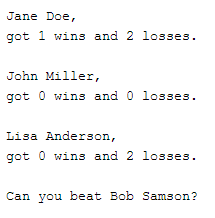 Jane Doe,
got 1 wins and 2 losses.
John Miller,
got 0 wins and 0 losses.
Lisa Anderson,
got 0 wins and 2 losses.
Can you beat Bob Samson?